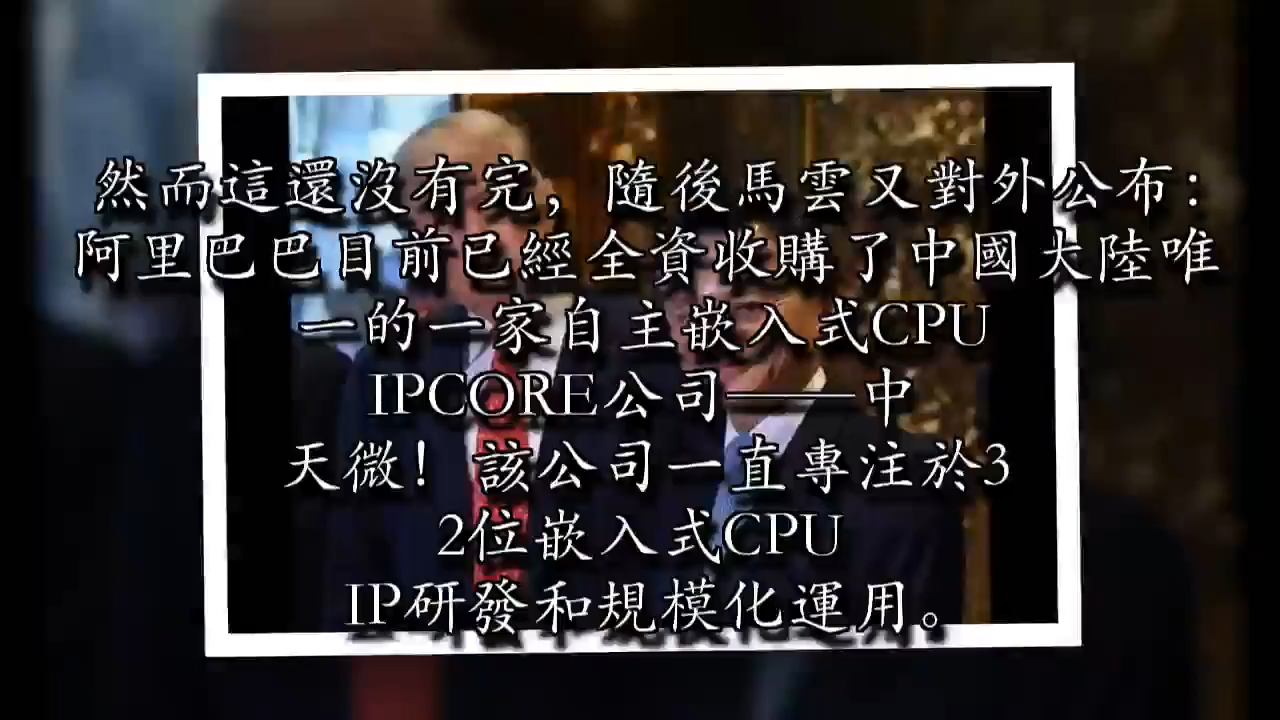 然而這還沒有完，隨後馬雲又對外公布：
阿里巴巴目前已經全資收購了中國大陸唯
一的一家自主嵌入式CPU
IPCORE公司——中
天微！該公司一直專注於3
2位嵌入式CPU
IP研發和規模化運用。